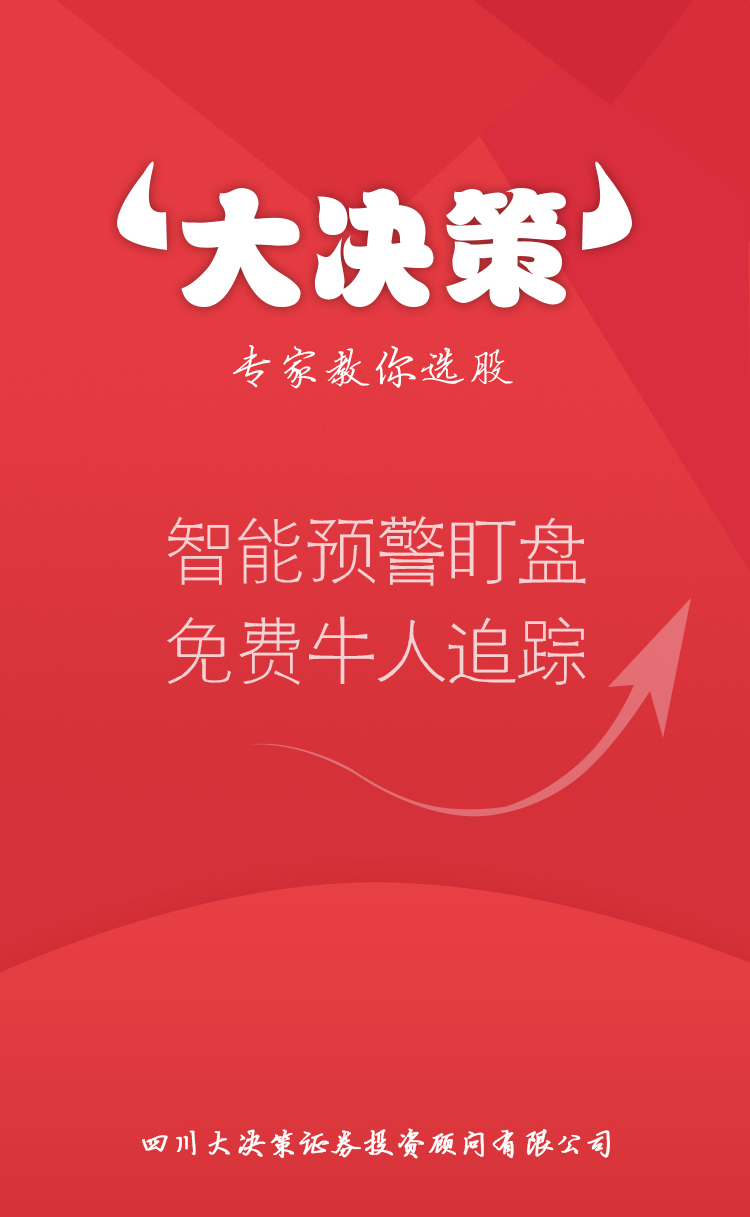 大决策
专家教你选股
智能预警盯盘
免费牛人追踪
四川大决策证券投资顾问有限公司